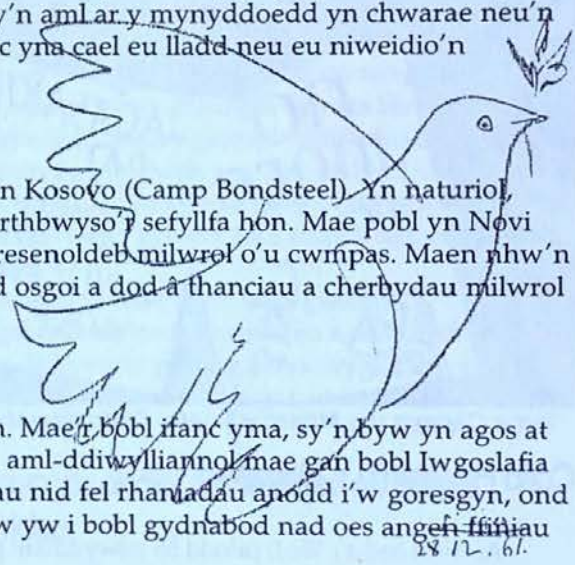 y'n aml ar y mynyddoedd yn chwarae neu'n
c yna cael eu lladd neu eu niweidio'n
n Kosovo (Camp Bondsteel). Yn naturiol,
rthbwyso'r sefyllfa hon. Mae pobl yn Novi
resenoldeb milwrol o'u cwmpas. Maen nhw'n
d osgoi a dod â thanciau a cherbydau milwrol
n. Mae'r bobl ifanc yma, sy'n byw yn agos at
aml-ddiwylliannol mae gan bobl Iwgoslafia
au nid fel rhaniadau anodd i'w goresgyn, ond
w yw i bobl gydnabod nad oes angen ffiniau
28 12. 61.